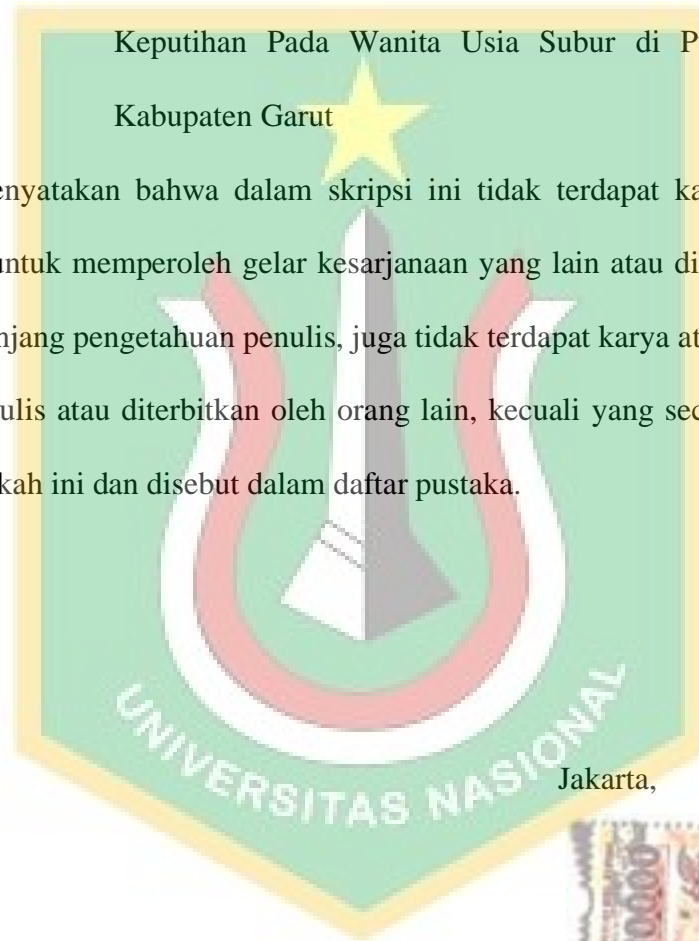 Keputihan Pada Wanita Usia Subur di P
Kabupaten Garut
enyatakan bahwa dalam skripsi ini tidak terdapat ka
untuk memperoleh gelar kesarjanaan yang lain atau di
njang pengetahuan penulis, juga tidak terdapat karya at
ulis atau diterbitkan oleh orang lain, kecuali yang sec
kah ini dan disebut dalam daftar pustaka.
UNIVERSITAS NASIONAL
Jakarta,